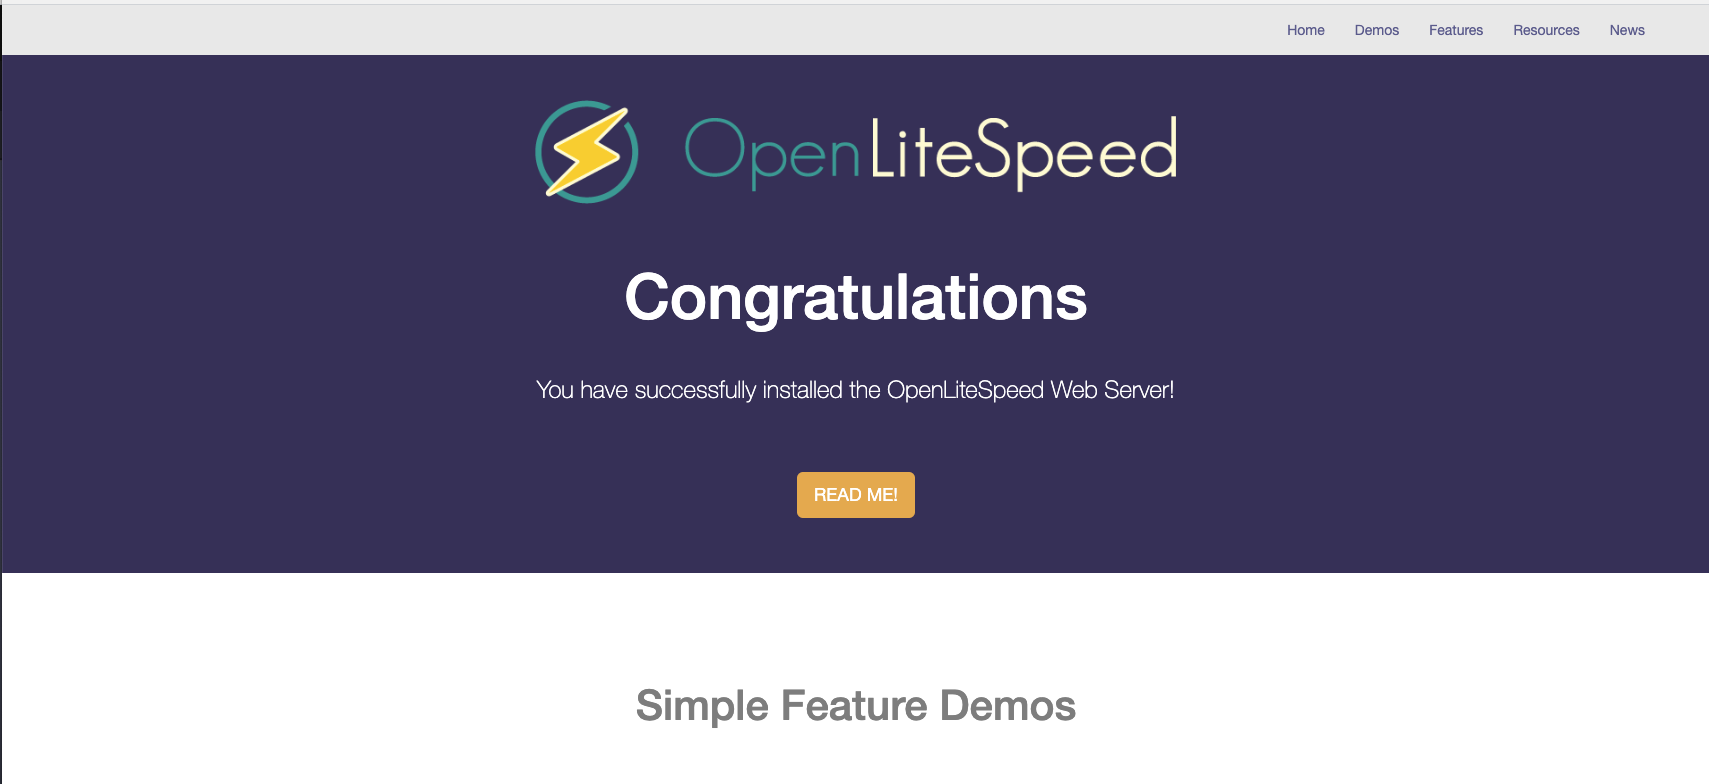 Home Demos Features Resources News
OpenLiteSpeed
Congratulations
You have successfully installed the OpenLiteSpeed Web Server!
READ ME!
Simple Feature Demos